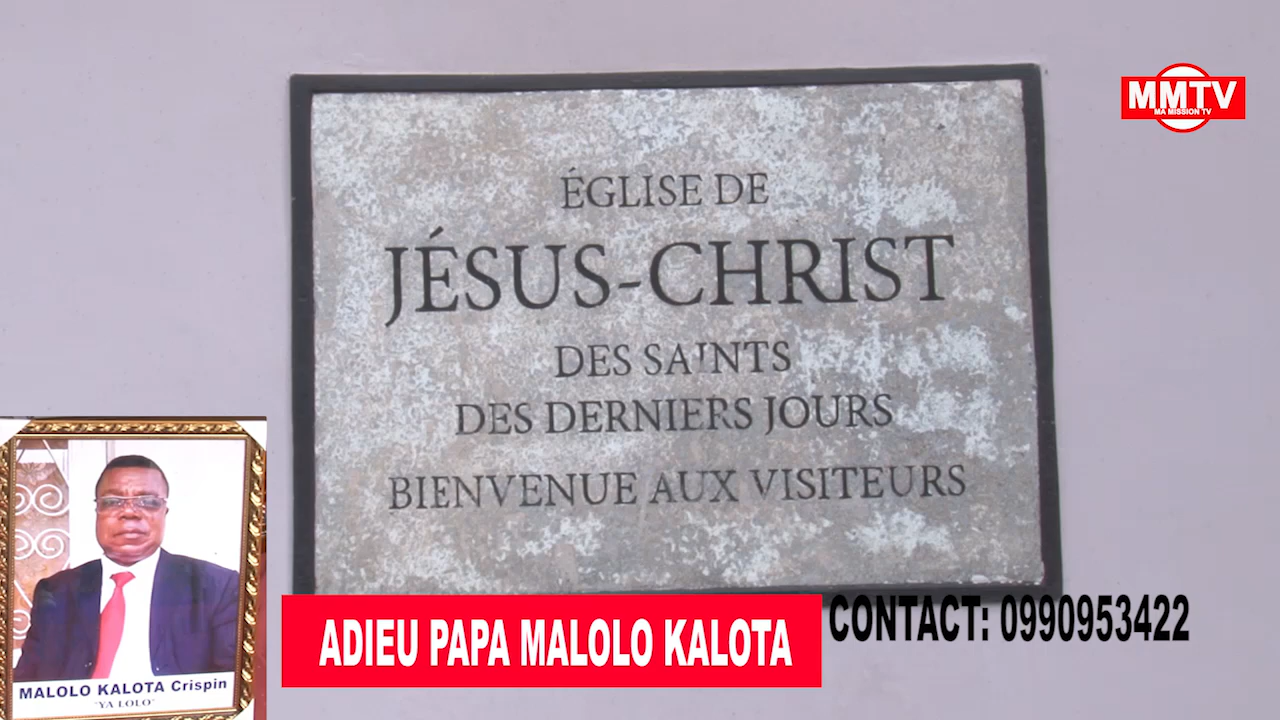 MMTV
MA MISSION TV
ÉGLISE DE
JÉSUS-CHRIST
DES SAINTS
DES DERNIERS JOURS
BIENVENUE AUX VISITEURS
MALOLO KALOTA Crispin
"YA LOLO"
ADIEU PAPA MALOLO KALOTA
CONTACT: 0990953422